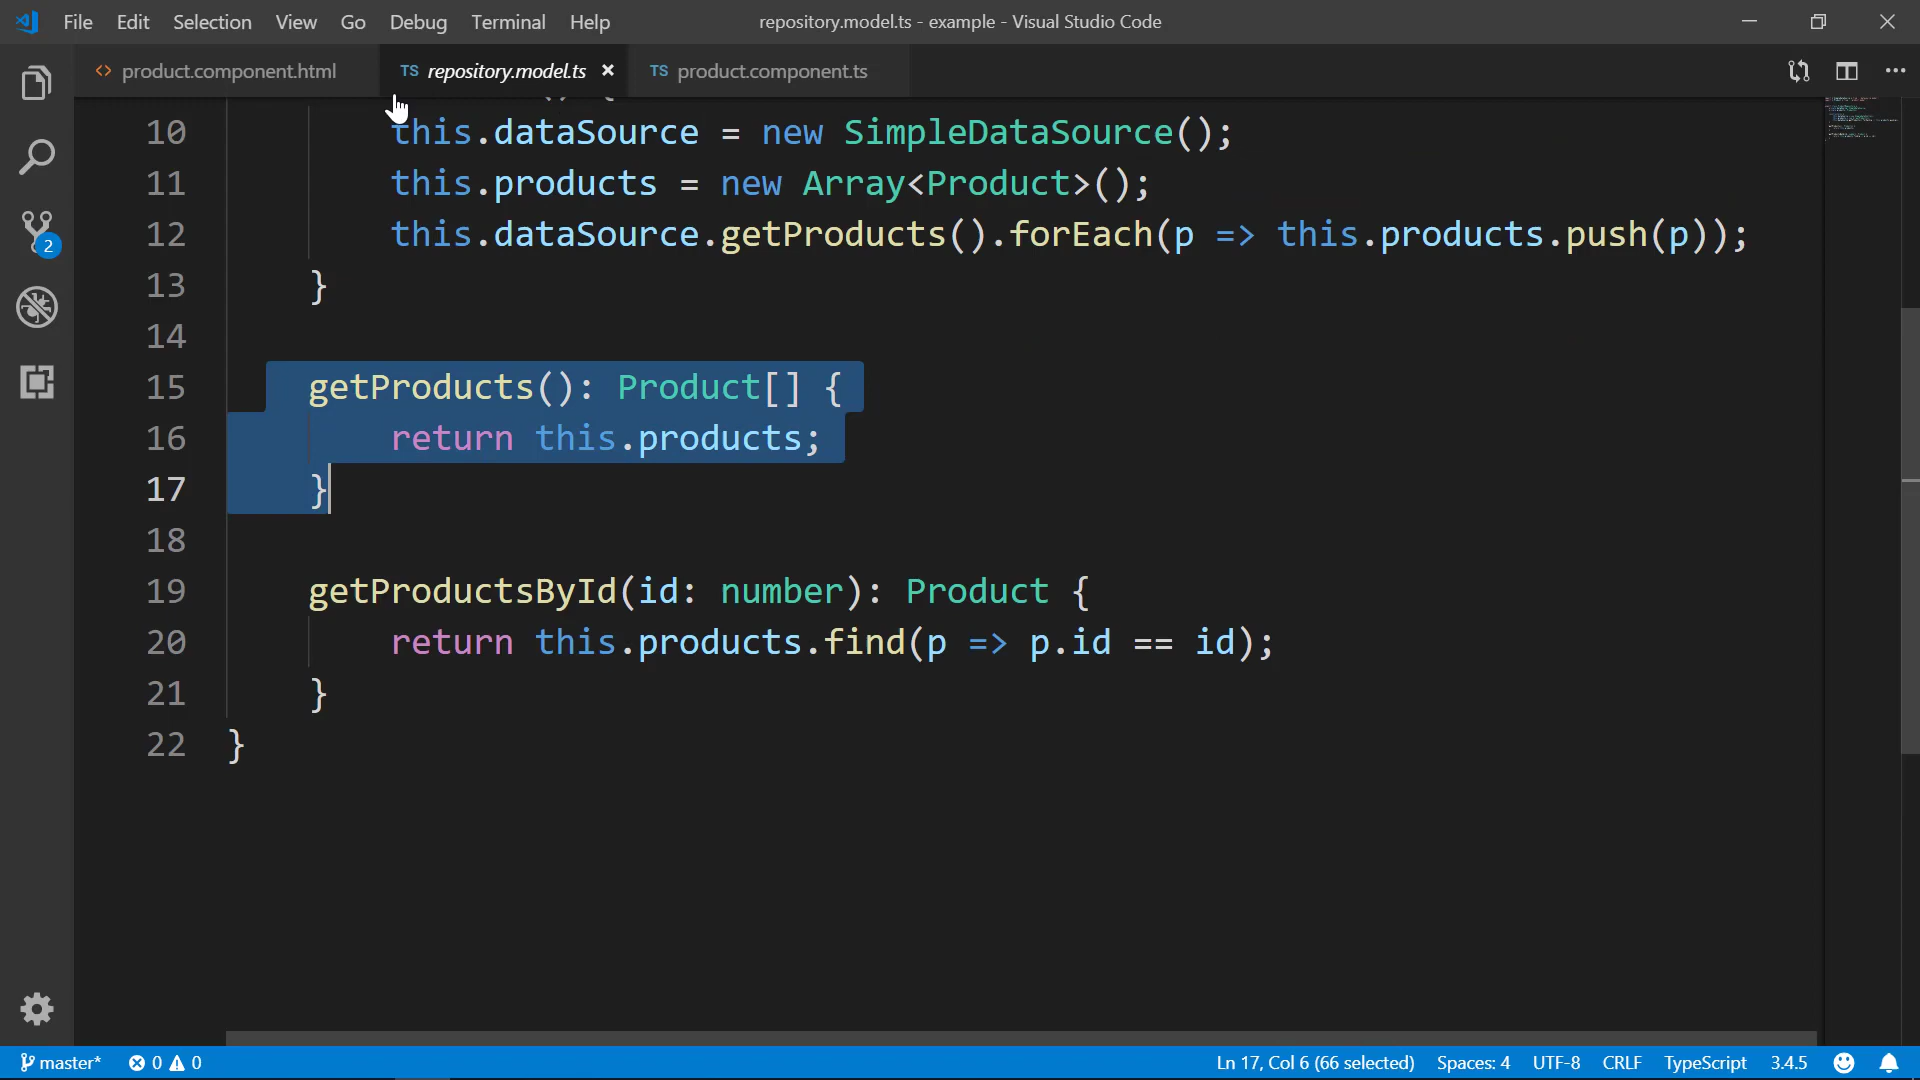 File Edit Selection View Go Debug Terminal Help repository.model.ts - example - Visual Studio Code
<> product.component.html TS repository.model.ts × TS product.component.ts
10 this.dataSource = new SimpleDataSource();
11 this.products = new Array<Product>();
12 this.dataSource.getProducts().forEach(p => this.products.push(p));
13 }
14
15 getProducts(): Product[] {
16 return this.products;
17 }
18
19 getProductsById(id: number): Product {
20 return this.products.find(p => p.id == id);
21 }
22 }
2
master* 0 0 Ln 17, Col 6 (66 selected) Spaces: 4 UTF-8 CRLF TypeScript 3.4.5